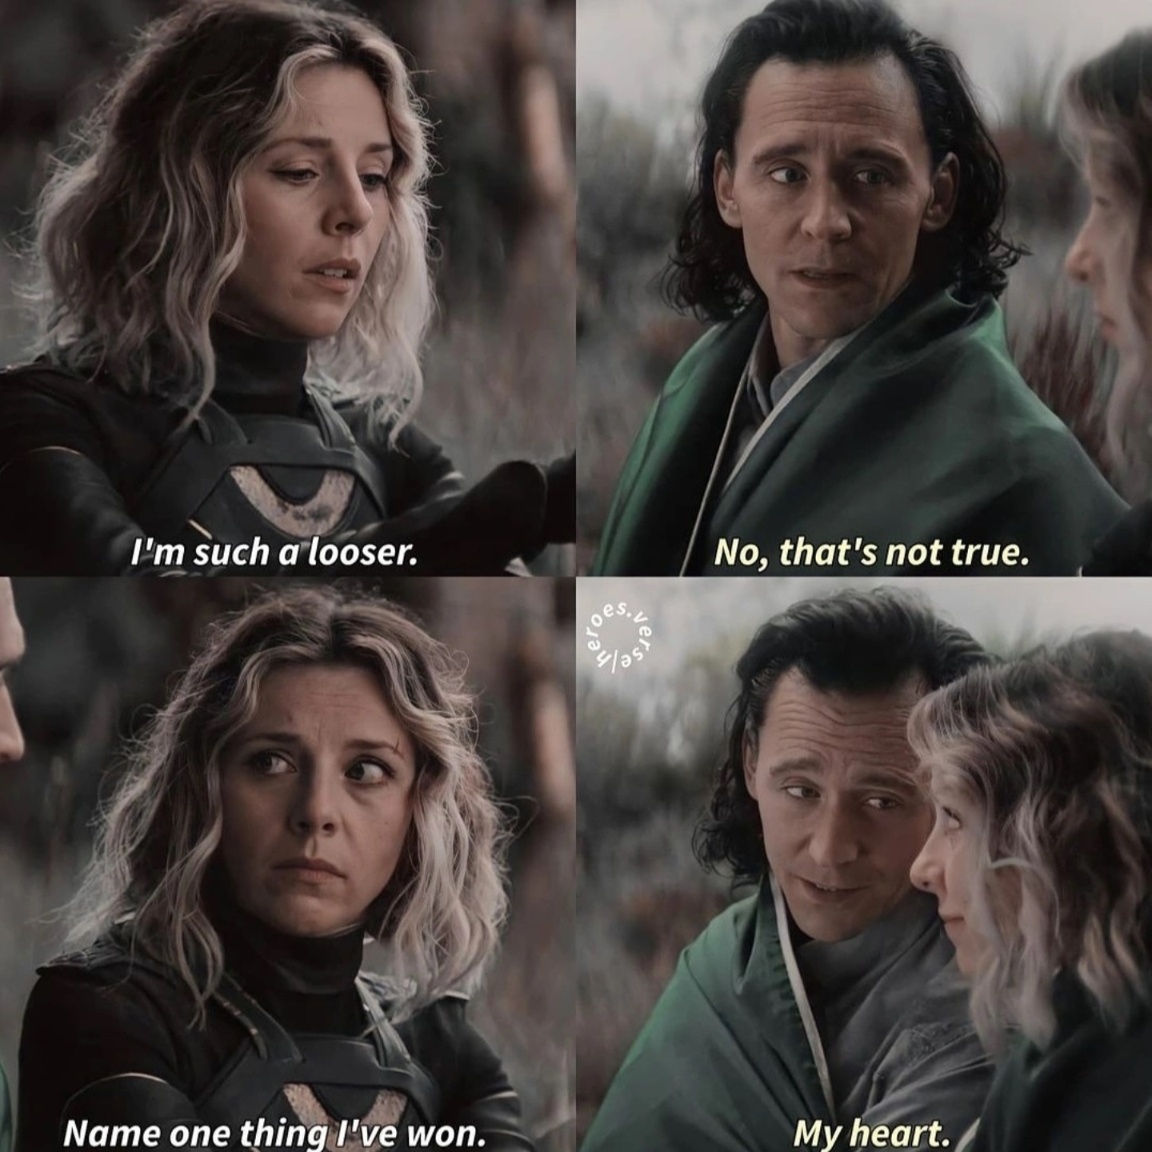 I'm such a looser.
No, that's not true.
heroes.verse/
Name one thing I've won.
My heart.